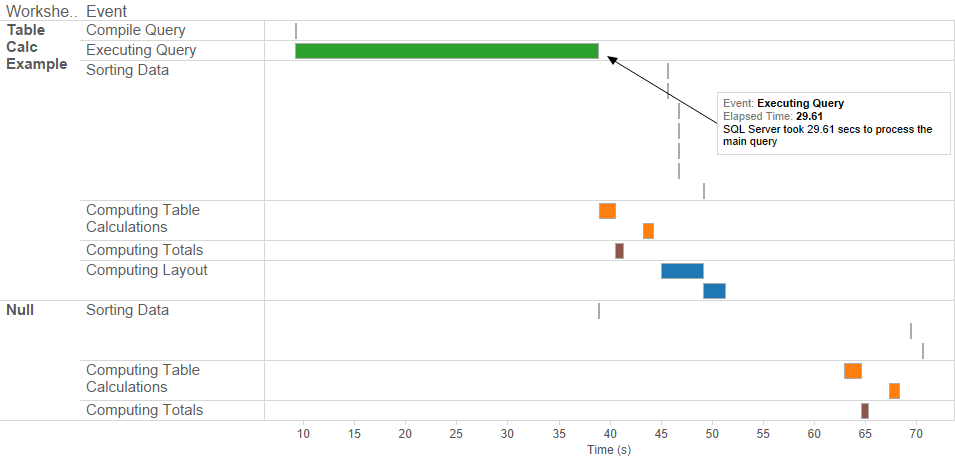 Workshe.. Event
Table Calc Example
Compile Query
Executing Query
Sorting Data
Event: Executing Query
Elapsed Time: 29.61
SQL Server took 29.61 secs to process the
main query
Computing Table
Calculations
Computing Totals
Computing Layout
Null
Sorting Data
Computing Table
Calculations
Computing Totals
10 15 20 25 30 35 40 45 50 55 60 65 70
Time (s)